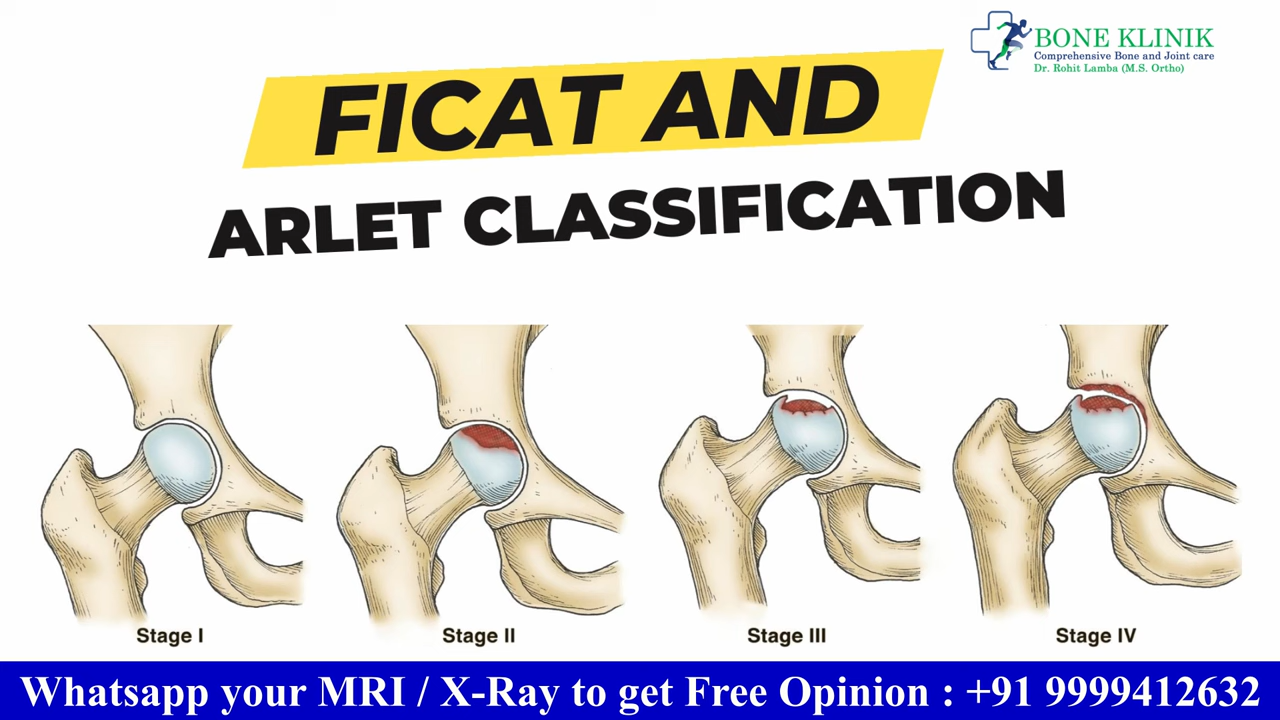 BONE KLINIK
Comprehensive Bone and Joint care
Dr. Rohit Lamba (M.S. Ortho)
FICAT AND
ARLET CLASSIFICATION
Stage I
Stage II
Stage III
Stage IV
Whatsapp your MRI / X-Ray to get Free Opinion : +91 9999412632